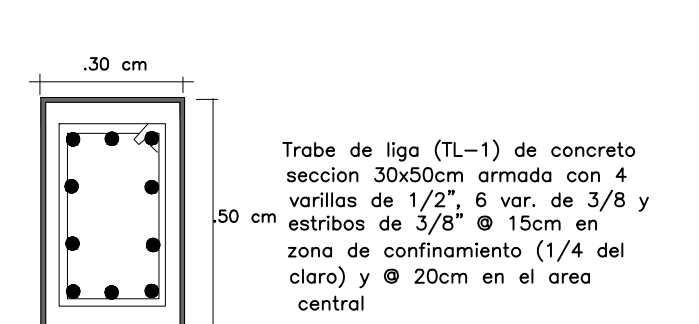 .30 cm
Trabe de liga (TL-1) de concreto
seccion 30x50cm armada con 4
varillas de 1/2", 6 var. de 3/8 y
.50 cm
estribos de 3/8" @ 15cm en
zona de confinamiento (1/4 del
claro) y @ 20cm en el area
central